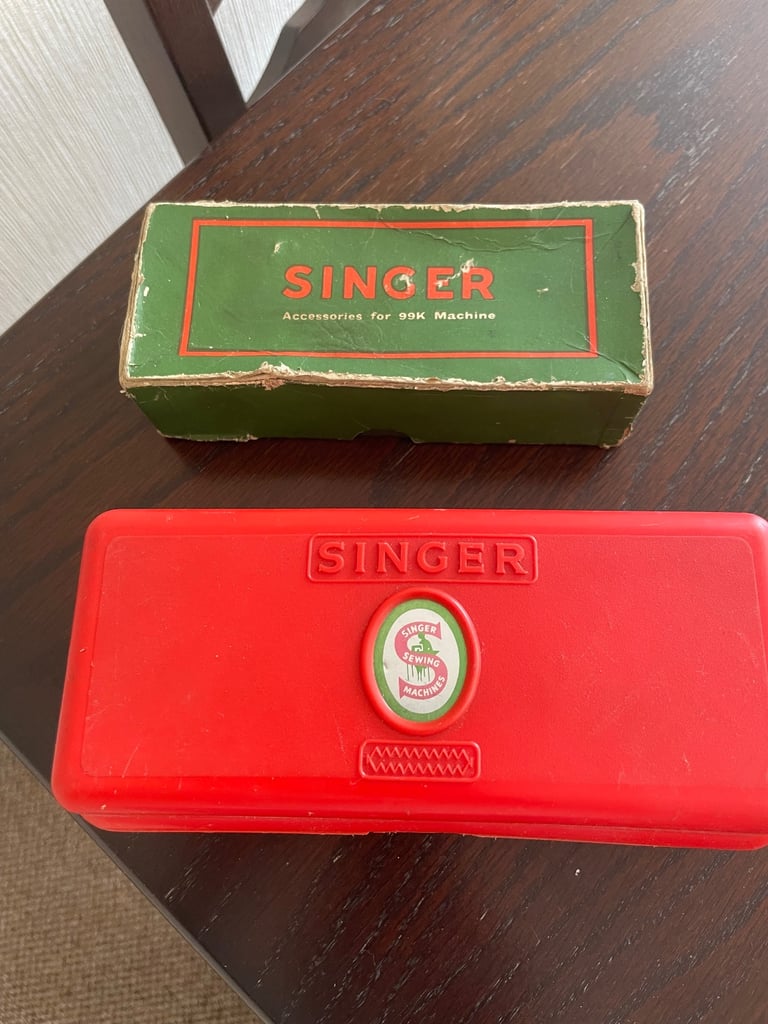 SINGER
Accessories for 99K Machine
SINGER
SINGER
SEWING
MACHINES